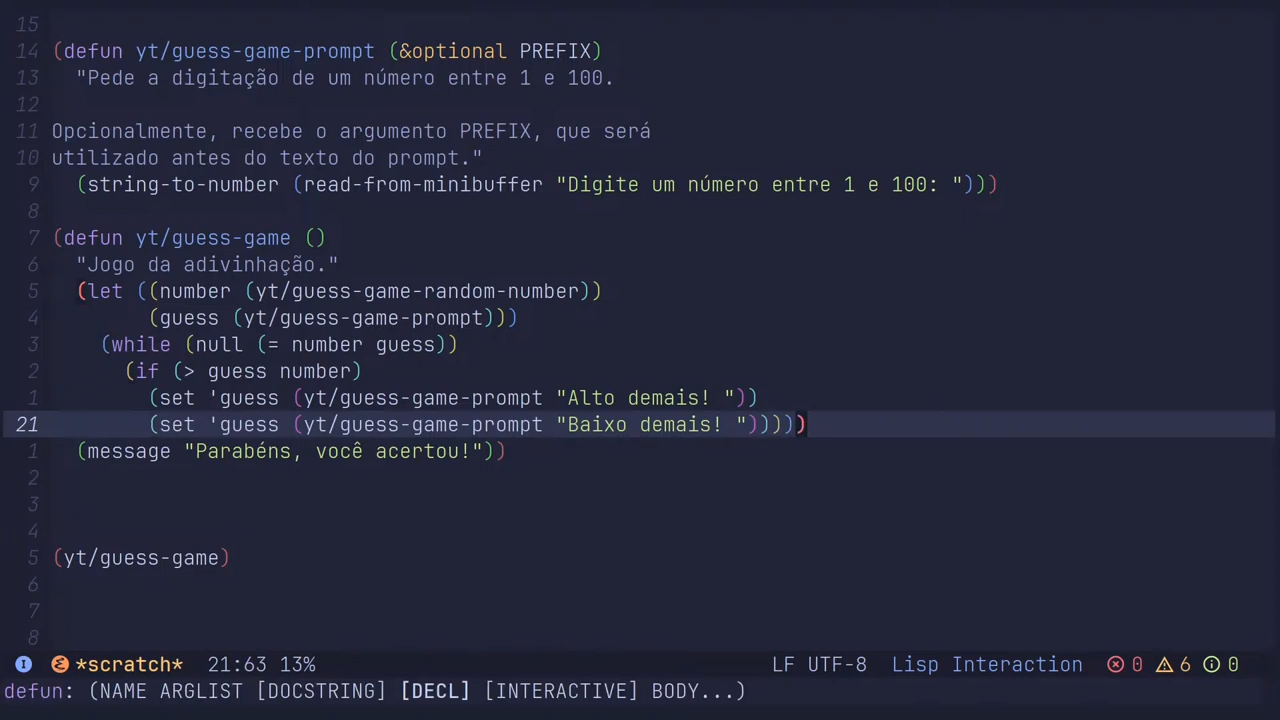 15
14 (defun yt/guess-game-prompt (&optional PREFIX)
13   "Pede a digitação de um número entre 1 e 100.
12
11 Opcionalmente, recebe o argumento PREFIX, que será
10 utilizado antes do texto do prompt."
9   (string-to-number (read-from-minibuffer "Digite um número entre 1 e 100: ")))
8
7 (defun yt/guess-game ()
6   "Jogo da adivinhação."
5   (let ((number (yt/guess-game-random-number))
4         (guess (yt/guess-game-prompt)))
3     (while (null (= number guess))
2       (if (> guess number)
1         (set 'guess (yt/guess-game-prompt "Alto demais! "))
21         (set 'guess (yt/guess-game-prompt "Baixo demais! ")))))
1   (message "Parabéns, você acertou!"))
2
3
4
5 (yt/guess-game)
6
7
8
I *scratch* 21:63 13% LF UTF-8 Lisp Interaction 0 6 0
defun: (NAME ARGLIST [DOCSTRING] [DECL] [INTERACTIVE] BODY...)